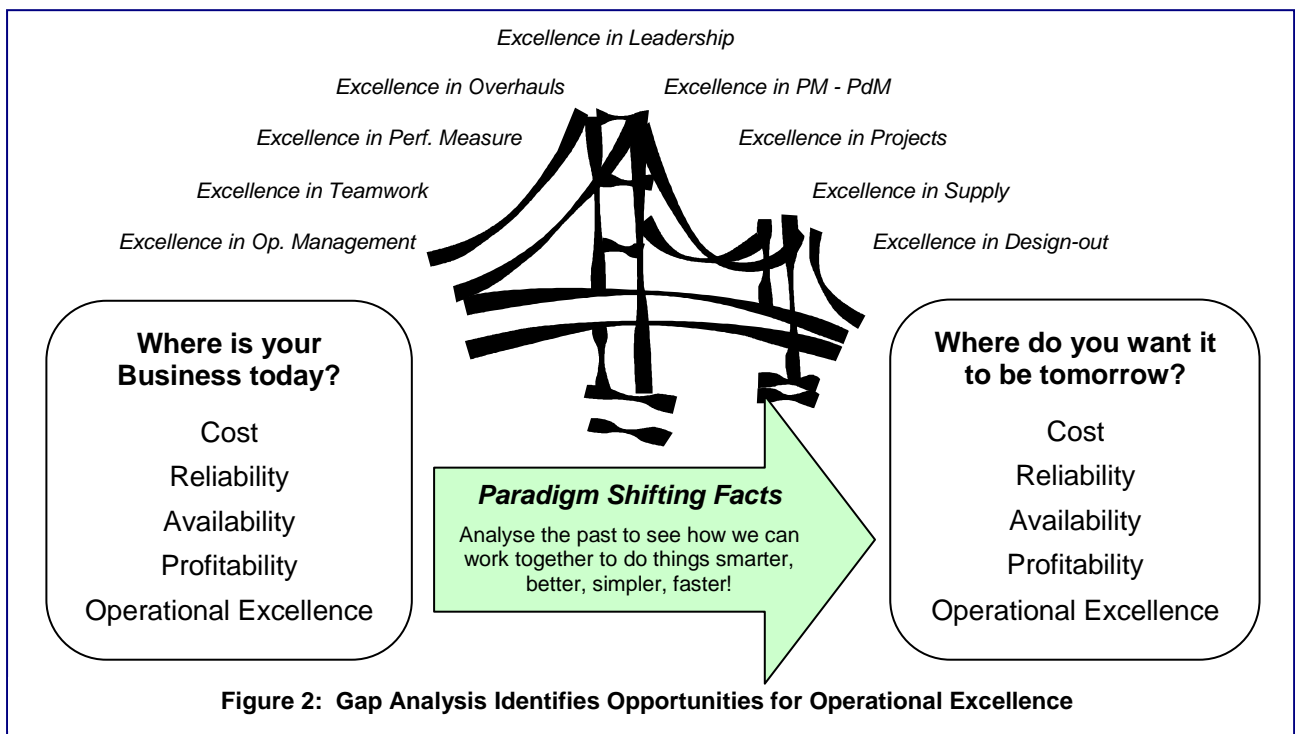 Excellence in Leadership
Excellence in Overhauls
Excellence in PM - PdM
Excellence in Perf. Measure
Excellence in Projects
Excellence in Teamwork
Excellence in Supply
Excellence in Op. Management
Excellence in Design-out
Where is your
Business today?
Cost
Reliability
Availability
Profitability
Operational Excellence
Paradigm Shifting Facts
Analyse the past to see how we can
work together to do things smarter,
better, simpler, faster!
Where do you want it
to be tomorrow?
Cost
Reliability
Availability
Profitability
Operational Excellence
Figure 2:  Gap Analysis Identifies Opportunities for Operational Excellence